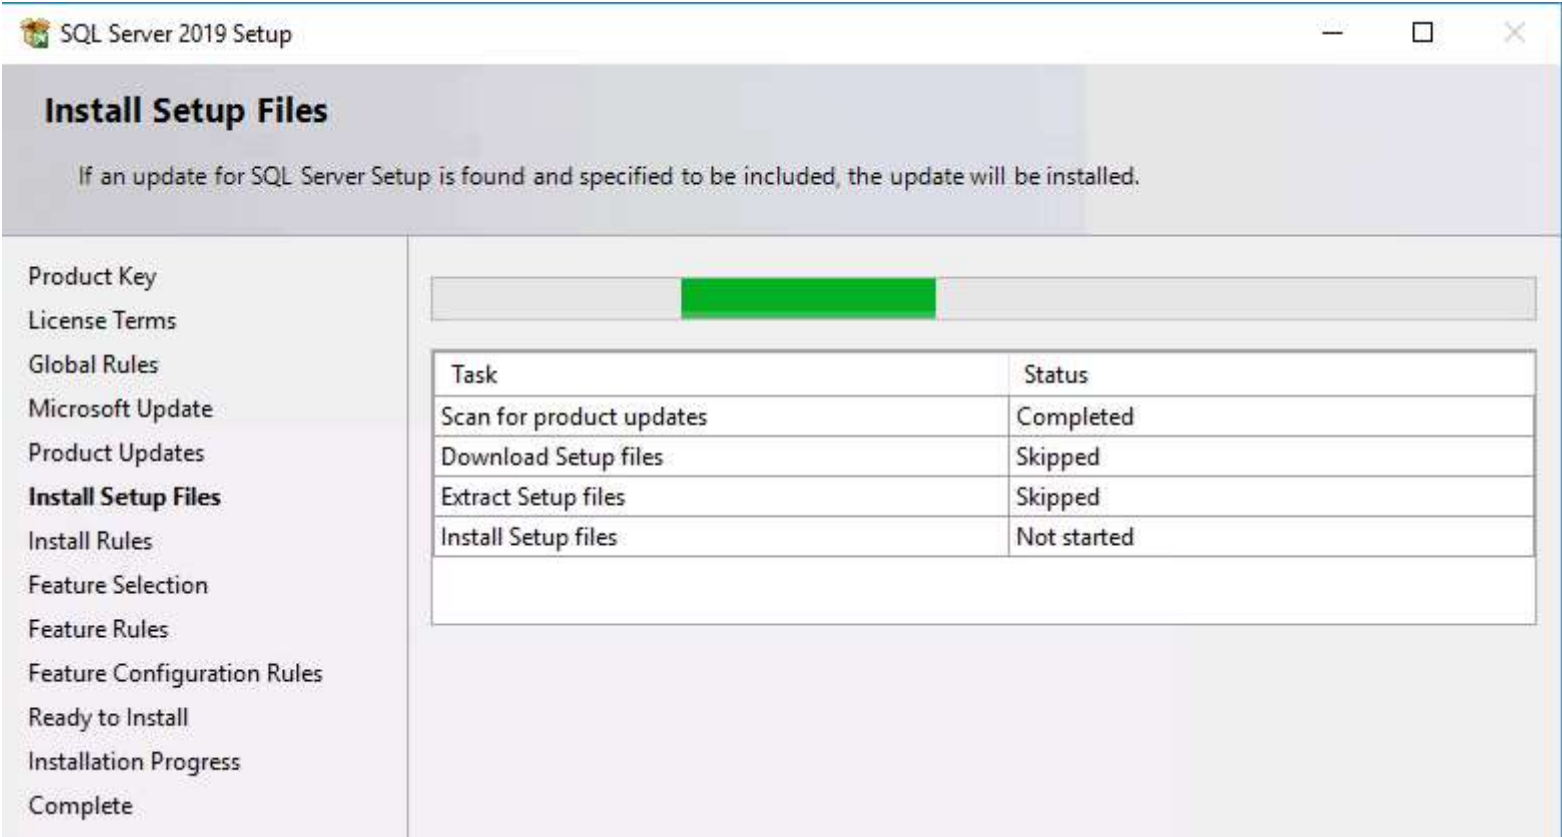 SQL Server 2019 Setup
Install Setup Files
If an update for SQL Server Setup is found and specified to be included, the update will be installed.
Product Key
License Terms
Global Rules
Microsoft Update
Product Updates
Install Setup Files
Install Rules
Feature Selection
Feature Rules
Feature Configuration Rules
Ready to Install
Installation Progress
Complete
Task Status
Scan for product updates Completed
Download Setup files Skipped
Extract Setup files Skipped
Install Setup files Not started